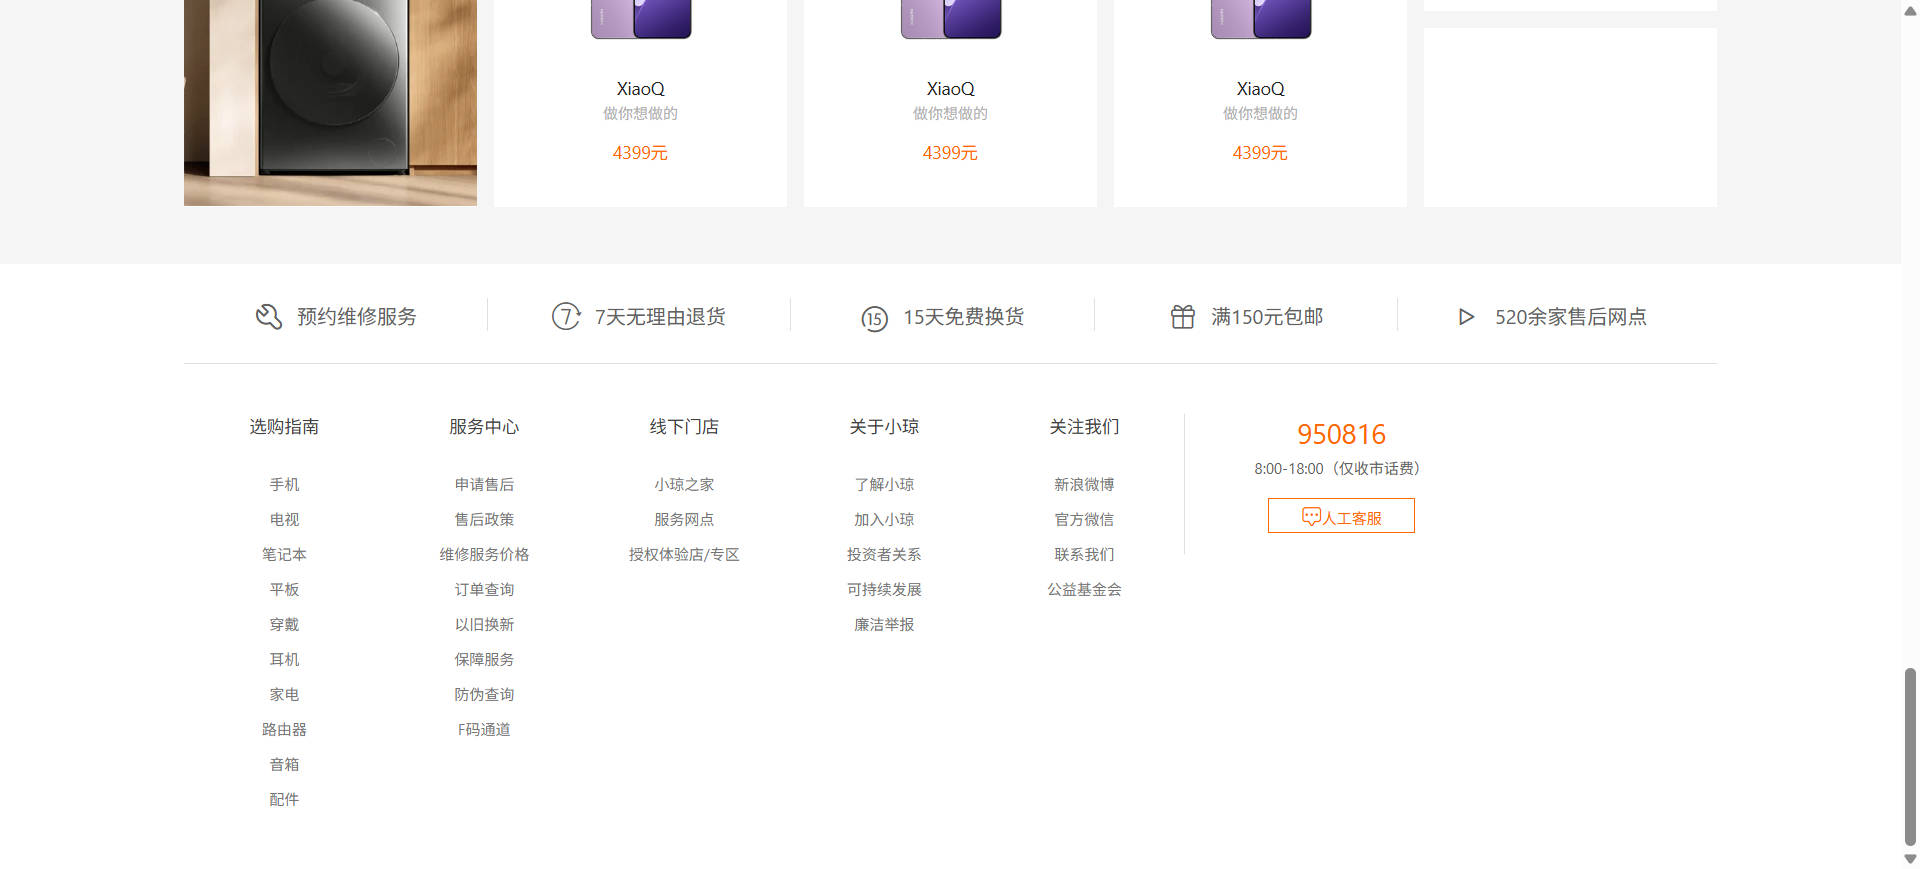 XiaoQ
做你想做的
4399元
XiaoQ
做你想做的
4399元
XiaoQ
做你想做的
4399元
预约维修服务
7 7天无理由退货
15 15天免费换货
满150元包邮
520余家售后网点
选购指南
手机
电视
笔记本
平板
穿戴
耳机
家电
路由器
音箱
配件
服务中心
申请售后
售后政策
维修服务价格
订单查询
以旧换新
保障服务
防伪查询
F码通道
线下门店
小琼之家
服务网点
授权体验店/专区
关于小琼
了解小琼
加入小琼
投资者关系
可持续发展
廉洁举报
关注我们
新浪微博
官方微信
联系我们
公益基金会
950816
8:00-18:00（仅收市话费）
人工客服